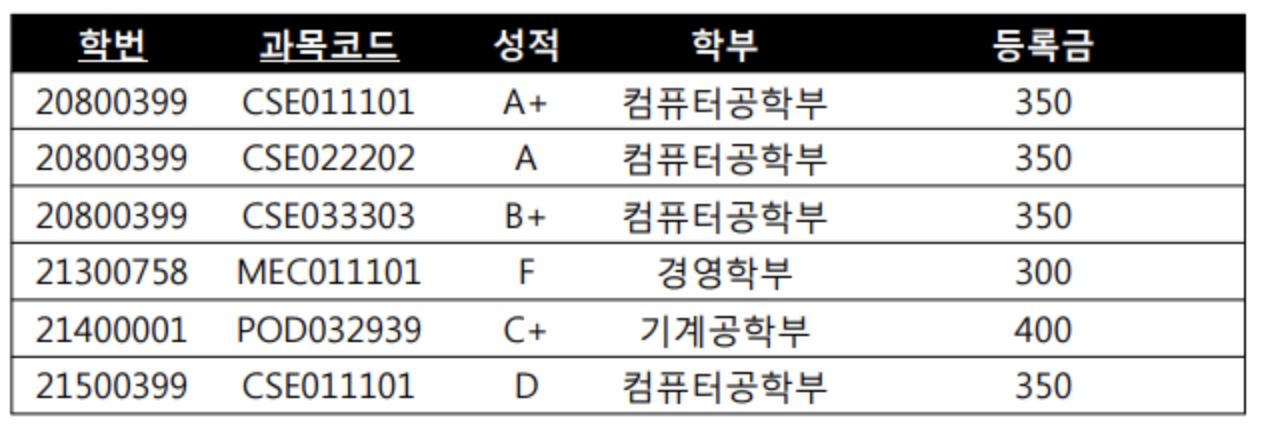 학번 과목코드 성적 학부 등록금
20800399 CSE011101 A+ 컴퓨터공학부 350
20800399 CSE022202 A 컴퓨터공학부 350
20800399 CSE033303 B+ 컴퓨터공학부 350
21300758 MEC011101 F 경영학부 300
21400001 POD032939 C+ 기계공학부 400
21500399 CSE011101 D 컴퓨터공학부 350